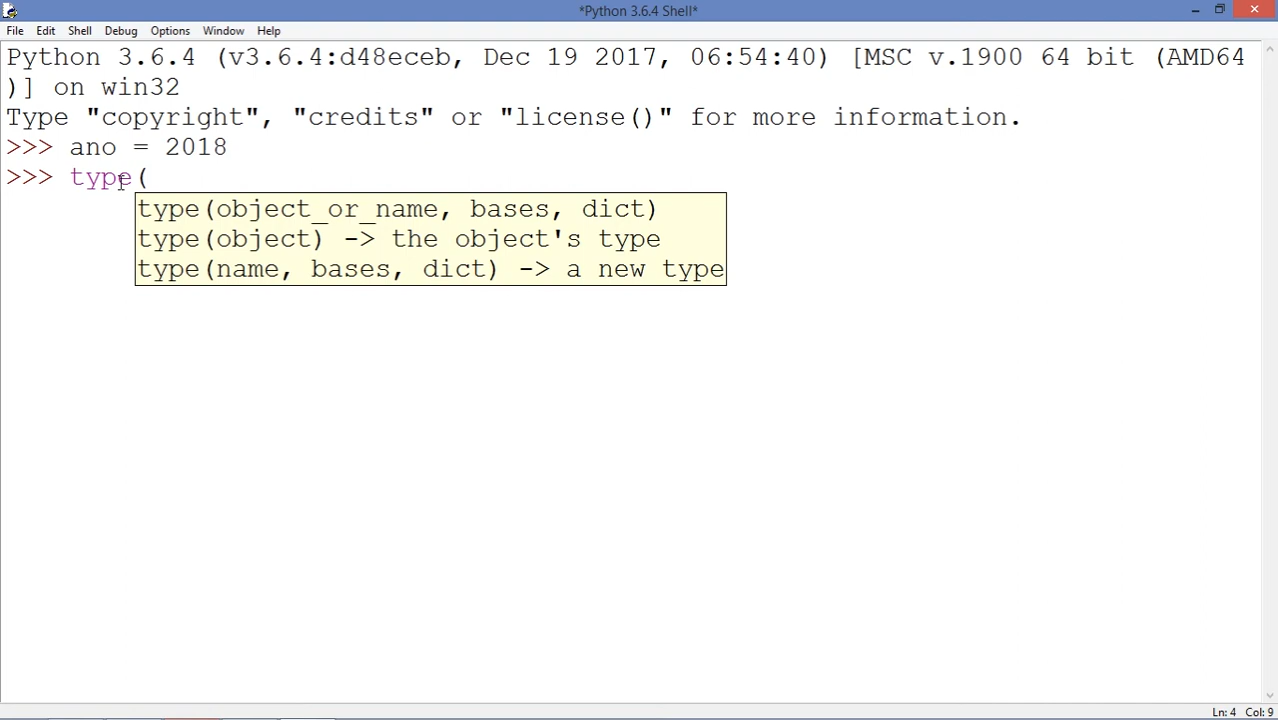 *Python 3.6.4 Shell*
File Edit Shell Debug Options Window Help
Python 3.6.4 (v3.6.4:d48eceb, Dec 19 2017, 06:54:40) [MSC v.1900 64 bit (AMD64
)] on win32
Type "copyright", "credits" or "license()" for more information.
>>> ano = 2018
>>> type(
type(object_or_name, bases, dict)
type(object) -> the object's type
type(name, bases, dict) -> a new type
Ln: 4 Col: 9